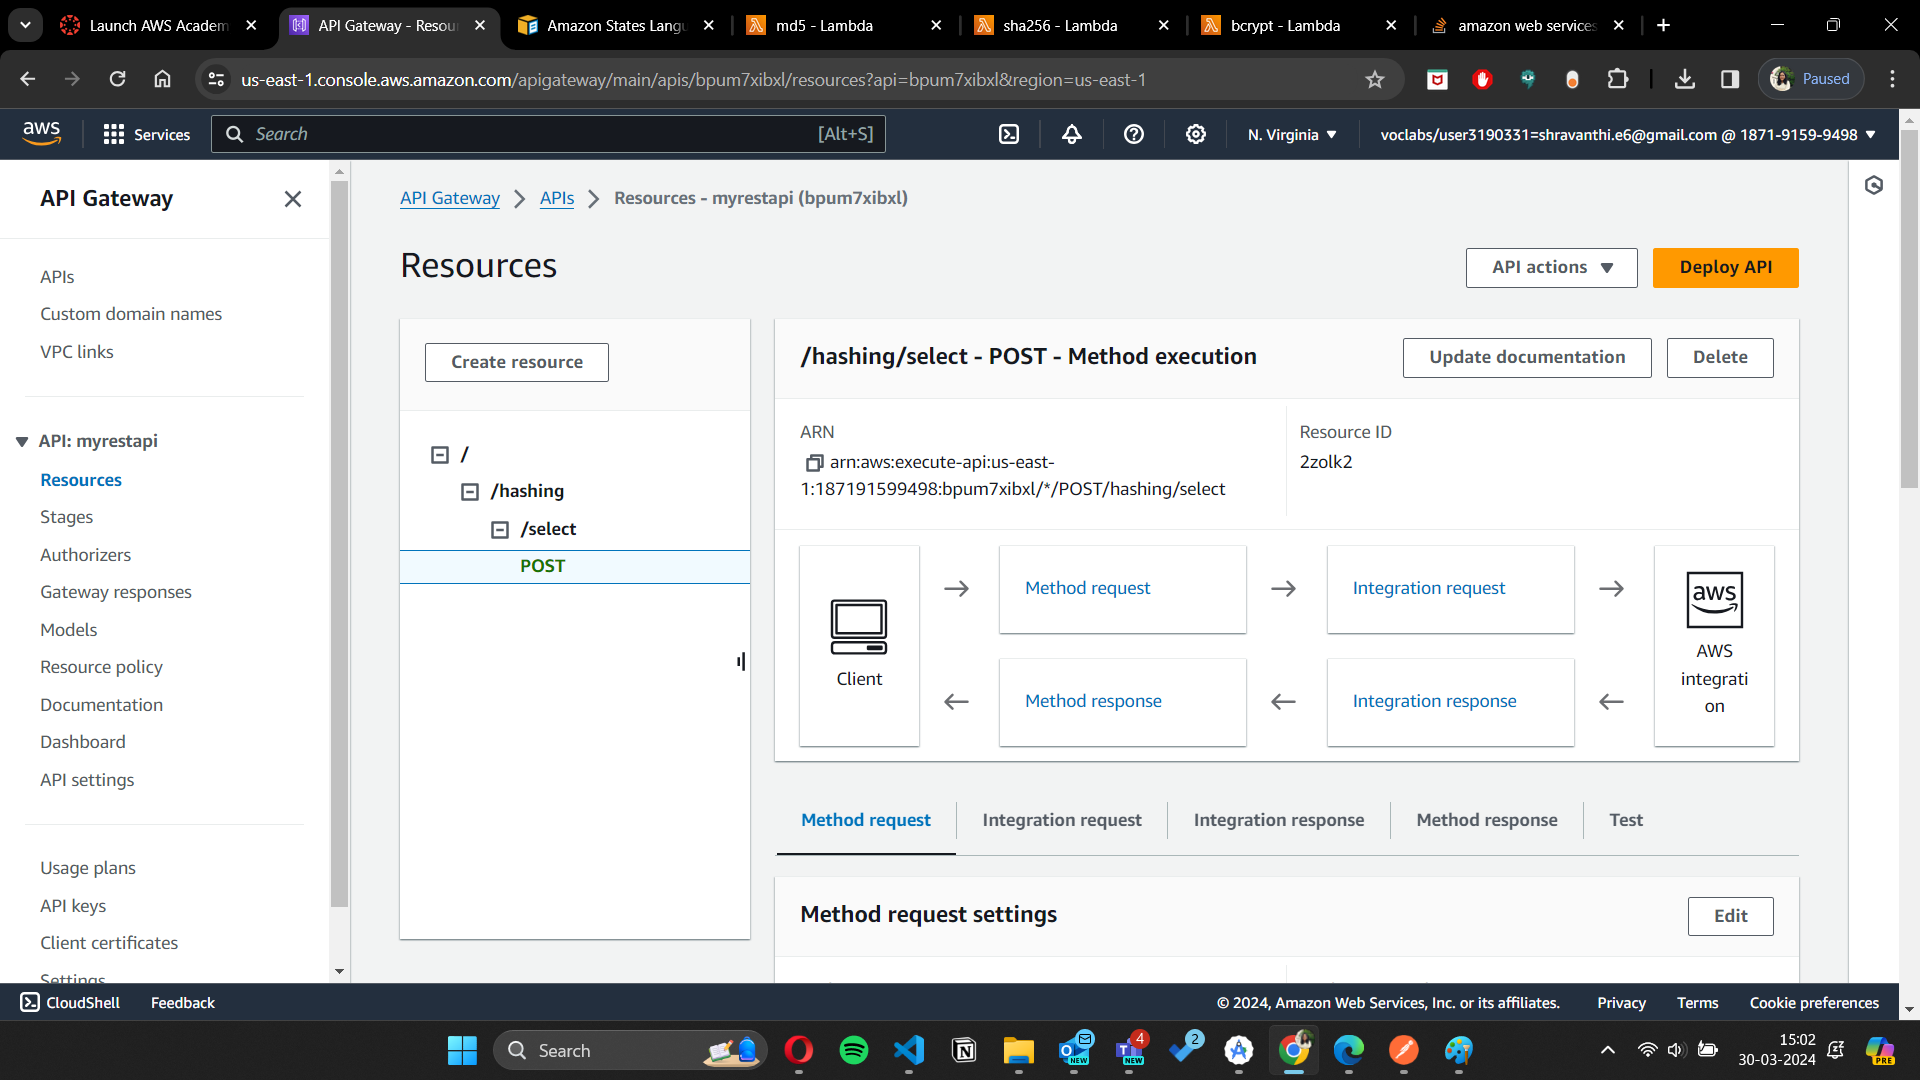 Launch AWS Academ
API Gateway - Resou
Amazon States Langu
md5 - Lambda
sha256 - Lambda
bcrypt - Lambda
amazon web services
us-east-1.console.aws.amazon.com/apigateway/main/apis/bpum7xibxl/resources?api=bpum7xibxl&region=us-east-1
Paused
aws
Services
Search
[Alt+S]
N. Virginia
voclabs/user3190331=shravanthi.e6@gmail.com @ 1871-9159-9498
API Gateway
APIs
Custom domain names
VPC links
API: myrestapi
Resources
Stages
Authorizers
Gateway responses
Models
Resource policy
Documentation
Dashboard
API settings
Usage plans
API keys
Client certificates
Settings
API Gateway
APIs
Resources - myrestapi (bpum7xibxl)
Resources
API actions
Deploy API
Create resource
/
/hashing
/select
POST
/hashing/select - POST - Method execution
Update documentation
Delete
ARN
arn:aws:execute-api:us-east-
1:187191599498:bpum7xibxl/*/POST/hashing/select
Resource ID
2zolk2
Client
Method request
Integration request
Method response
Integration response
aws
AWS
integrati
on
Method request
Integration request
Integration response
Method response
Test
Method request settings
Edit
CloudShell
Feedback
© 2024, Amazon Web Services, Inc. or its affiliates.
Privacy
Terms
Cookie preferences
Search
NEW
4
NEW
2
15:02
30-03-2024
PRE